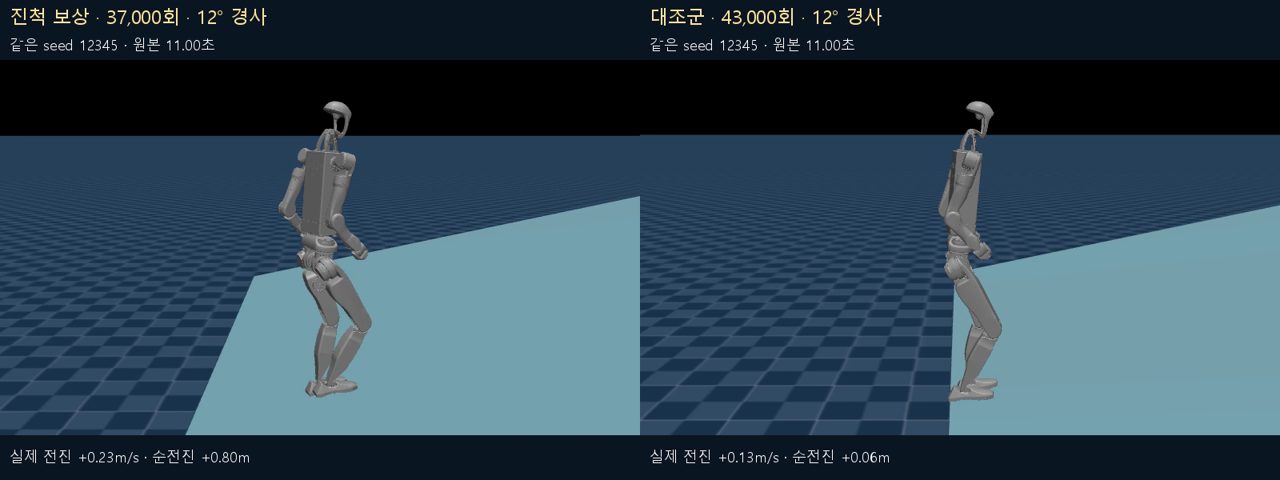 진척 보상 · 37,000회 · 12° 경사
같은 seed 12345 · 원본 11.00초
실제 전진 +0.23m/s · 순전진 +0.80m
대조군 · 43,000회 · 12° 경사
같은 seed 12345 · 원본 11.00초
실제 전진 +0.13m/s · 순전진 +0.06m